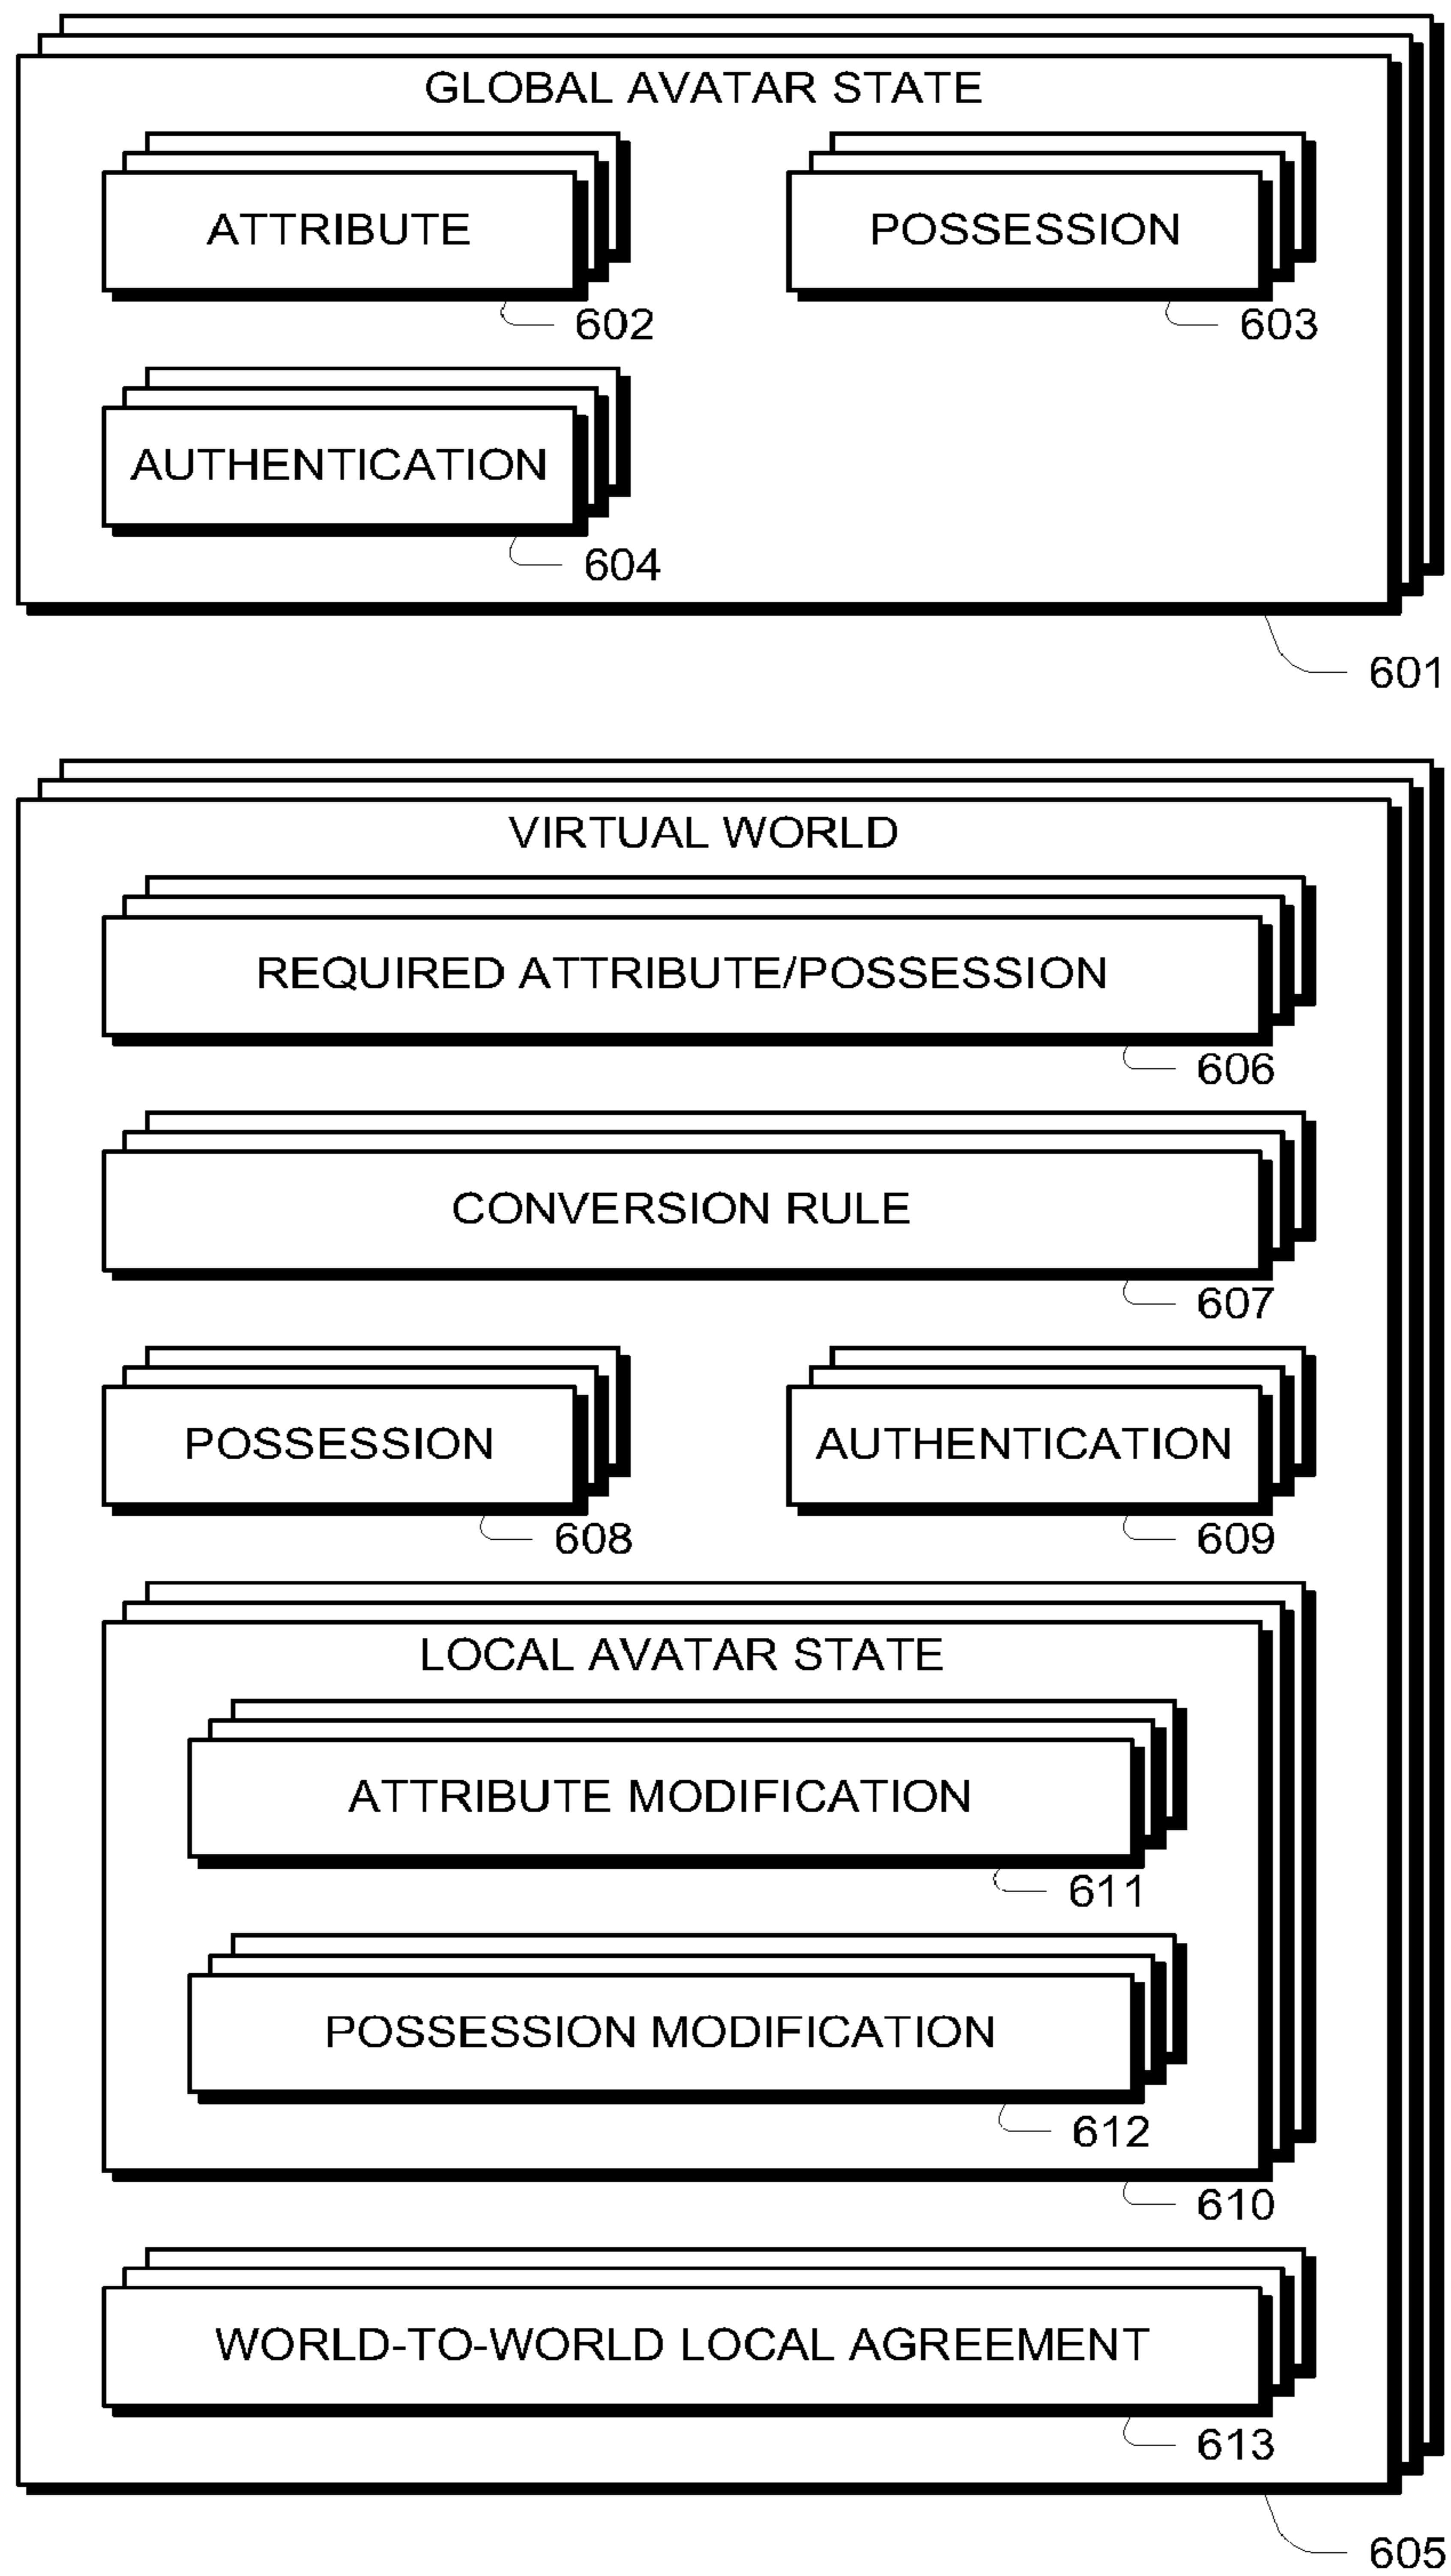 GLOBAL AVATAR STATE
ATTRIBUTE
POSSESSION
602
603
AUTHENTICATION
604
601
VIRTUAL WORLD
REQUIRED ATTRIBUTE/POSSESSION
606
CONVERSION RULE
607
POSSESSION
AUTHENTICATION
608
609
LOCAL AVATAR STATE
ATTRIBUTE MODIFICATION
611
POSSESSION MODIFICATION
612
610
WORLD-TO-WORLD LOCAL AGREEMENT
613
605